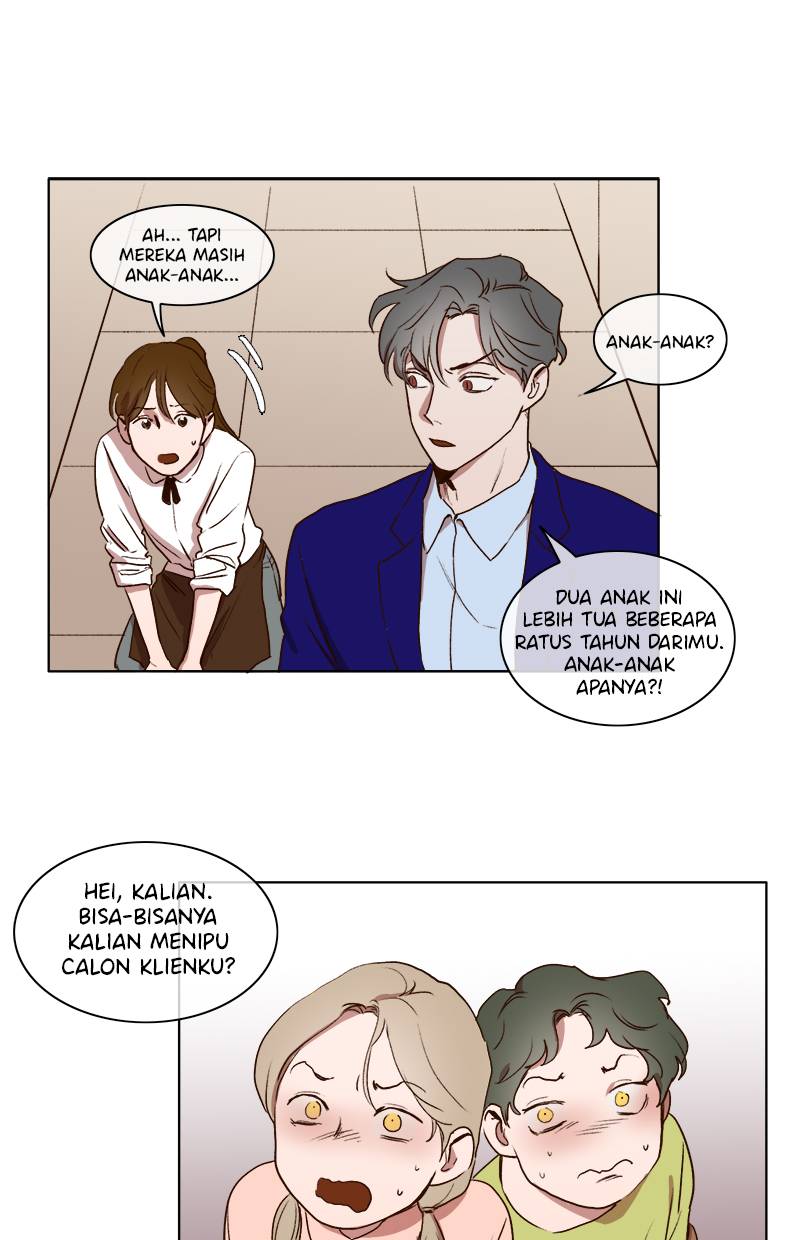 AH... TAPI
MEREKA MASIH
ANAK-ANAK...
ANAK-ANAK?
DUA ANAK INI
LEBIH TUA BEBERAPA
RATUS TAHUN DARIMU.
ANAK-ANAK
APANYA?!
HEI, KALIAN.
BISA-BISANYA
KALIAN MENIPU
CALON KLIENKU?